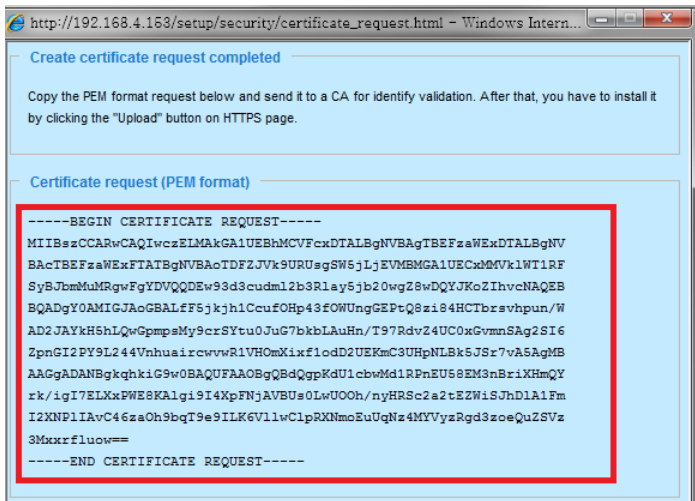 http://192.168.4.153/setup/security/certificate_request.html - Windows Intern...
Create certificate request completed
Copy the PEM format request below and send it to a CA for identify validation. After that, you have to install it
by clicking the "Upload" button on HTTPS page.
Certificate request (PEM format)
-----BEGIN CERTIFICATE REQUEST-----
MIIBszCCARwCAQIwczELMAkGA1UEBhMCVFcxDTALBgNVBAgTBEFzaWExDTALBgNV
BAcTBEFzaWExFTATBgNVBAoTDFZJVk9URUsgSW5jLjEVMBMGA1UECxMMVklWT1RF
SyBJbmMuMRgwFgYDVQQDEw93d3cudml2b3Rlay5jb20wgZ8wDQYJKoZIhvcNAQEB
BQADgY0AMIGJAoGBALfF5jkjh1CcufOHp43fOWUngGEPtQ8zi84HCTbrsvhpun/W
AD2JAYkH5hLQwGpmpsMy9crSYtu0JuG7bkbLAuHn/T97RdvZ4UC0xGvmnSAg2SI6
ZpnGI2PY9L244VnhuaircwvwR1VHOmXixf1odD2UEKmC3UHpNLBk5JSr7vA5AgMB
AAGgADANBgkqhkiG9w0BAQUFAAOBgQBdQgpKdU1cbwMd1RPnEU58EM3nBriXHmQY
rk/igI7ELXxPWE8KAlgi9I4XpFNjAVBUs0LwUOOh/nyHRSc2a2tEZWiSJhDlA1Fm
I2XNPlIAvC46zaOh9bqT9e9ILK6VllwClpRXNmoEuUqNz4MYVyzRgd3zoeQuZSVz
3Mxxrfluow==
-----END CERTIFICATE REQUEST-----